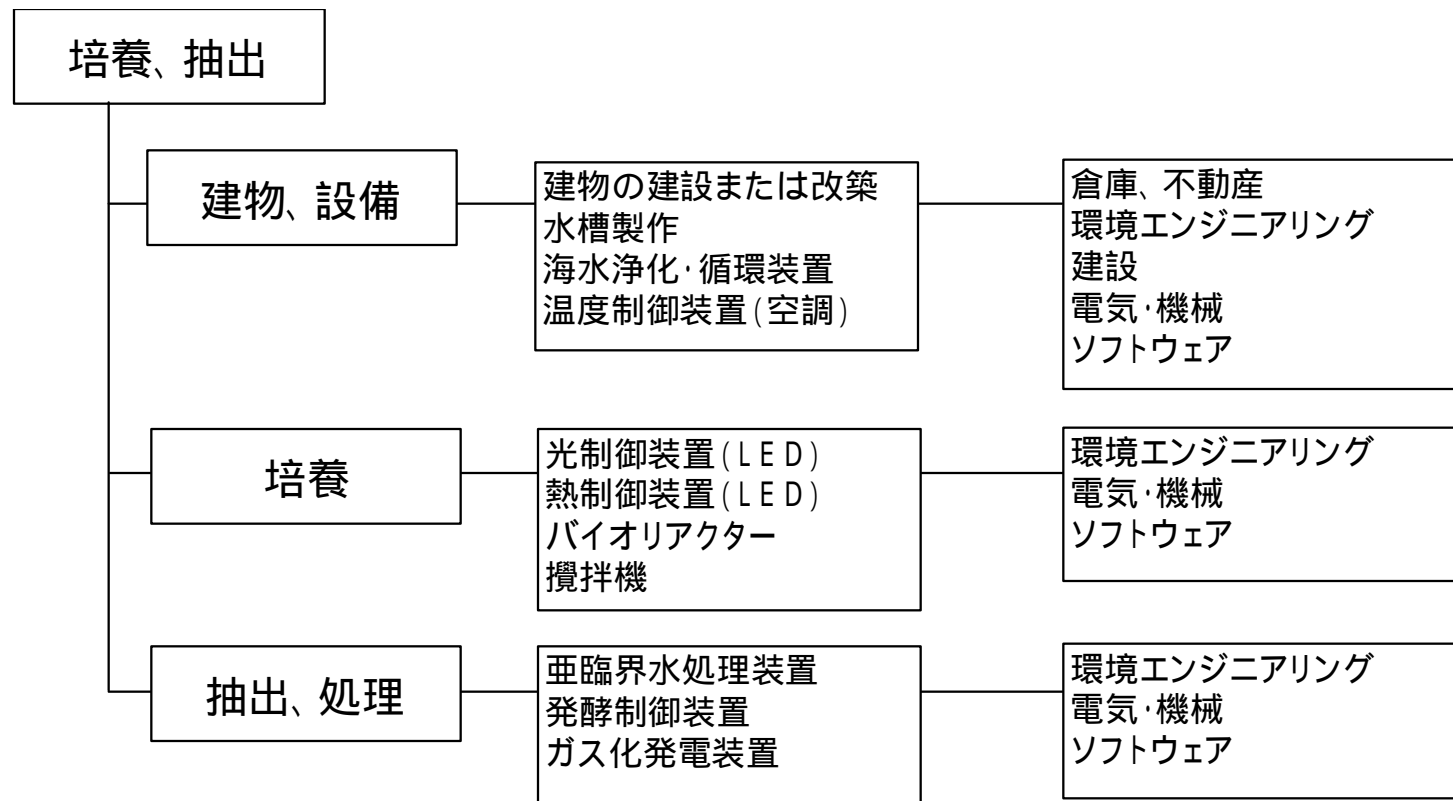 培養、抽出
建物、設備
建物の建設または改築
水槽製作
海水浄化・循環装置
温度制御装置(空調)
倉庫、不動産
環境エンジニアリング
建設
電気・機械
ソフトウェア
培養
光制御装置(LED)
熱制御装置(LED)
バイオリアクター
攪拌機
環境エンジニアリング
電気・機械
ソフトウェア
抽出、処理
亜臨界水処理装置
発酵制御装置
ガス化発電装置
環境エンジニアリング
電気・機械
ソフトウェア